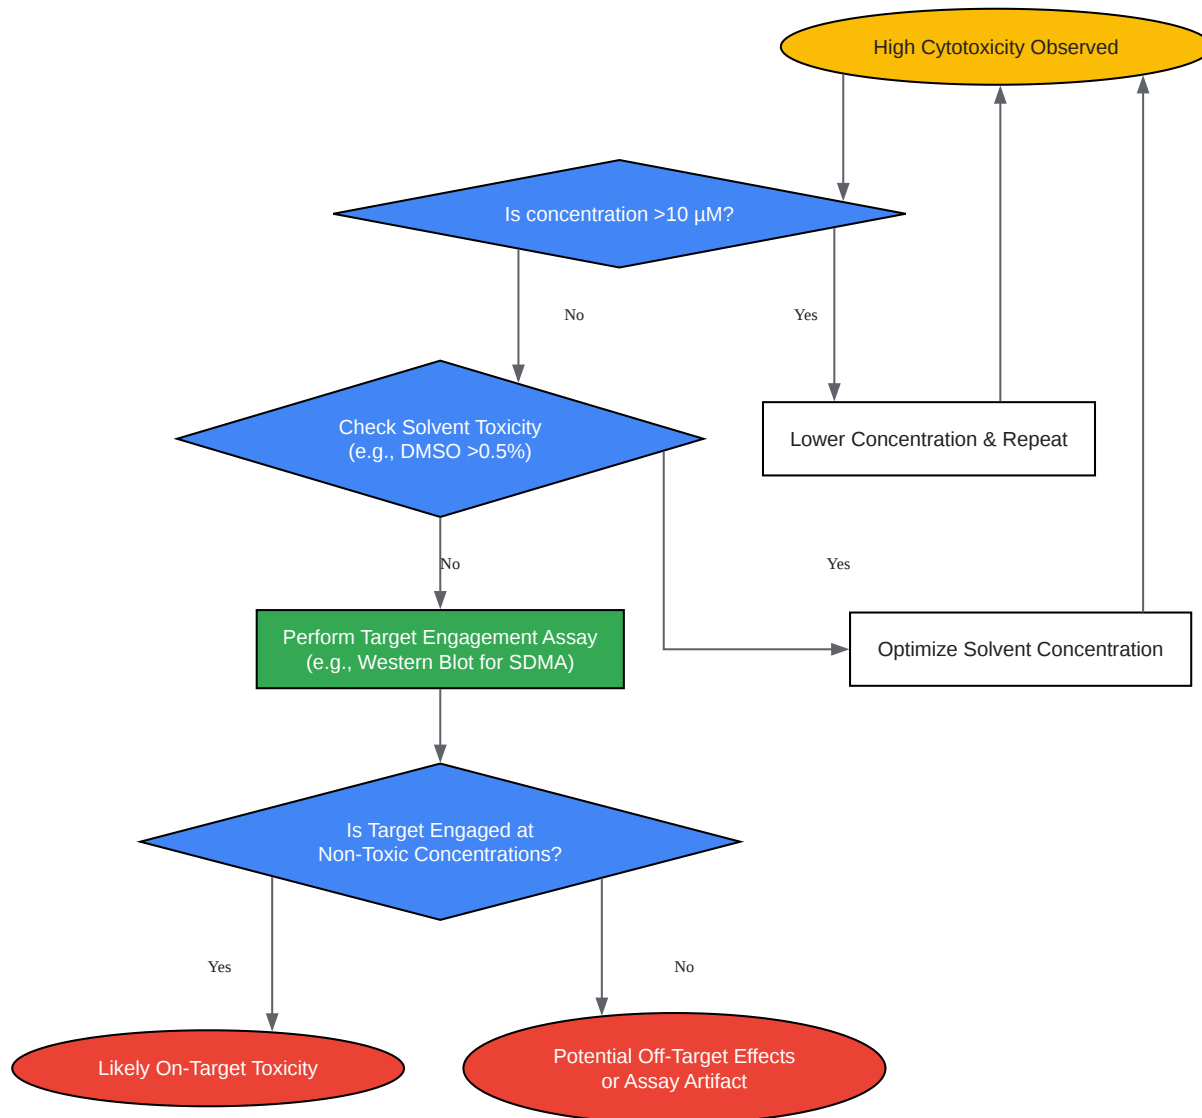 High Cytotoxicity Observed
Is concentration >10 µM?
No
Yes
Check Solvent Toxicity
(e.g., DMSO >0.5%)
Lower Concentration & Repeat
No
Yes
Perform Target Engagement Assay
(e.g., Western Blot for SDMA)
Optimize Solvent Concentration
Is Target Engaged at
Non-Toxic Concentrations?
Yes
No
Likely On-Target Toxicity
Potential Off-Target Effects
or Assay Artifact